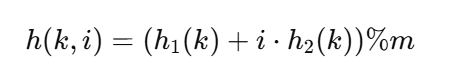 h(k, i) = (h₁(k) + i · h₂(k))%m